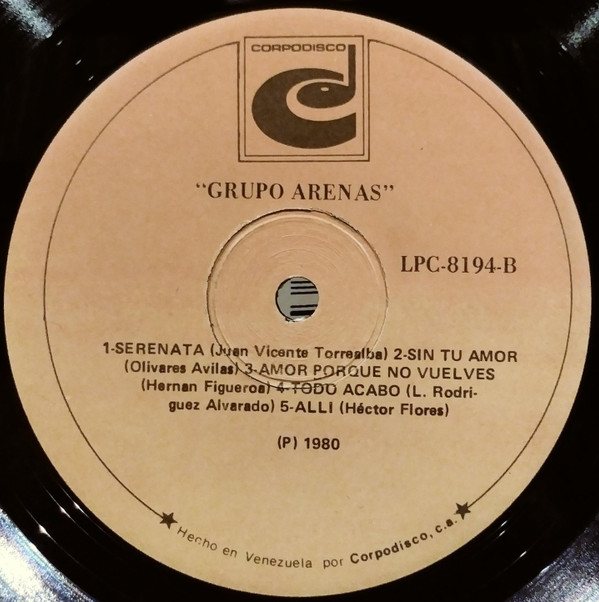 CORPODISCO
"GRUPO ARENAS"
LPC-8194-B
1-SERENATA (Juan Vicente Torrealba) 2-SIN TU AMOR
(Olivares Avilas) 3-AMOR PORQUE NO VUELVES
(Hernan Figueroa) 4-TODO ACABO (L. Rodri-
guez Alvarado) 5-ALLI (Héctor Flores)
(P) 1980
Hecho en Venezuela por Corpodisco, c.a.